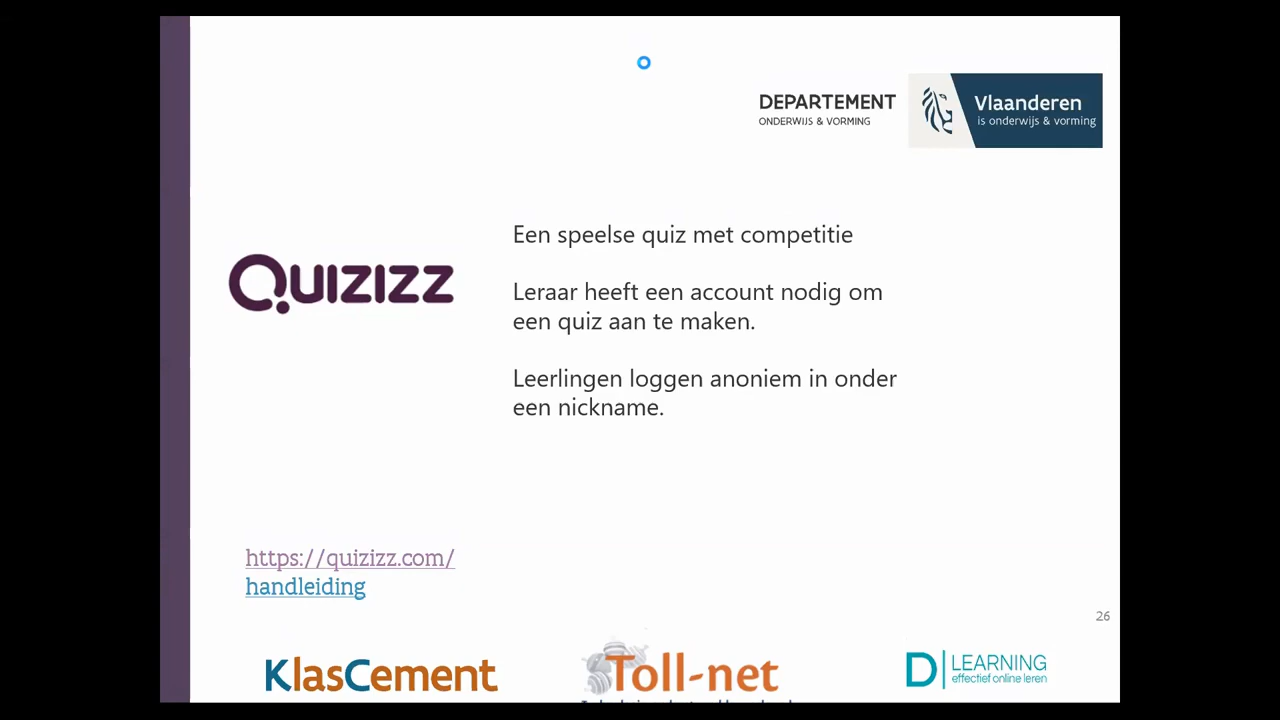 DEPARTEMENT
ONDERWIJS & VORMING
Vlaanderen
is onderwijs & vorming
QUIZIZZ
Een speelse quiz met competitie
Leraar heeft een account nodig om
een quiz aan te maken.
Leerlingen loggen anoniem in onder
een nickname.
https://quizizz.com/
handleiding
26
KlasCement
Toll-net
D LEARNING
effectief online leren